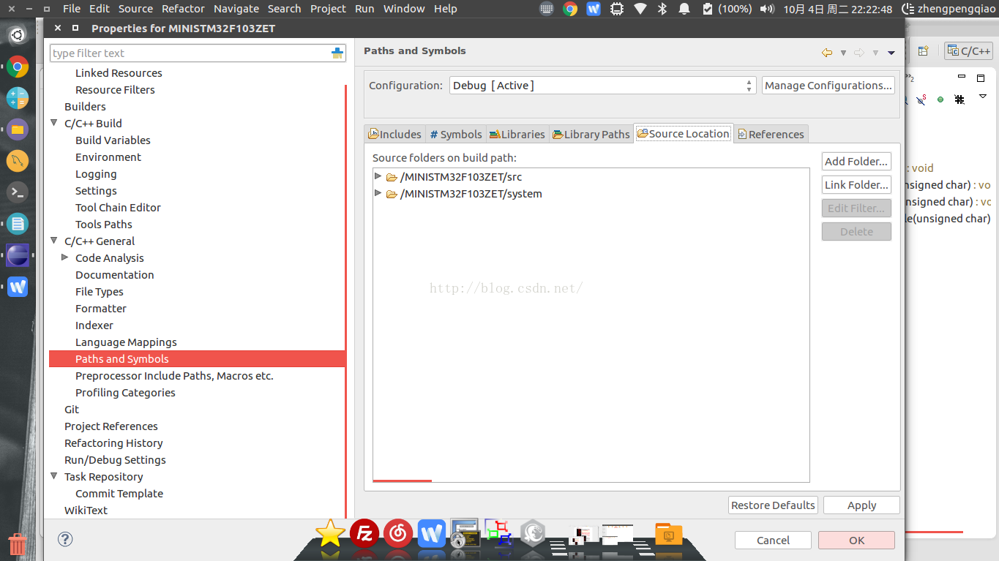 File Edit Source Refactor Navigate Search Project Run Window Help
(100%) 10月 4日 周二 22:22:48 zhengpengqiao
Properties for MINISTM32F103ZET
type filter text
Linked Resources
Resource Filters
Builders
C/C++ Build
Build Variables
Environment
Logging
Settings
Tool Chain Editor
Tools Paths
C/C++ General
Code Analysis
Documentation
File Types
Formatter
Indexer
Language Mappings
Paths and Symbols
Preprocessor Include Paths, Macros etc.
Profiling Categories
Git
Project References
Refactoring History
Run/Debug Settings
Task Repository
Commit Template
WikiText
Paths and Symbols
Configuration: Debug [Active] Manage Configurations...
Includes # Symbols Libraries Library Paths Source Location References
Source folders on build path:
/MINISTM32F103ZET/src
/MINISTM32F103ZET/system
Add Folder...
Link Folder...
Edit Filter...
Delete
http://blog.csdn.net/
Restore Defaults Apply
Cancel OK
C/C++
: void
nsigned char) : vo
nsigned char) : vc
le(unsigned char)